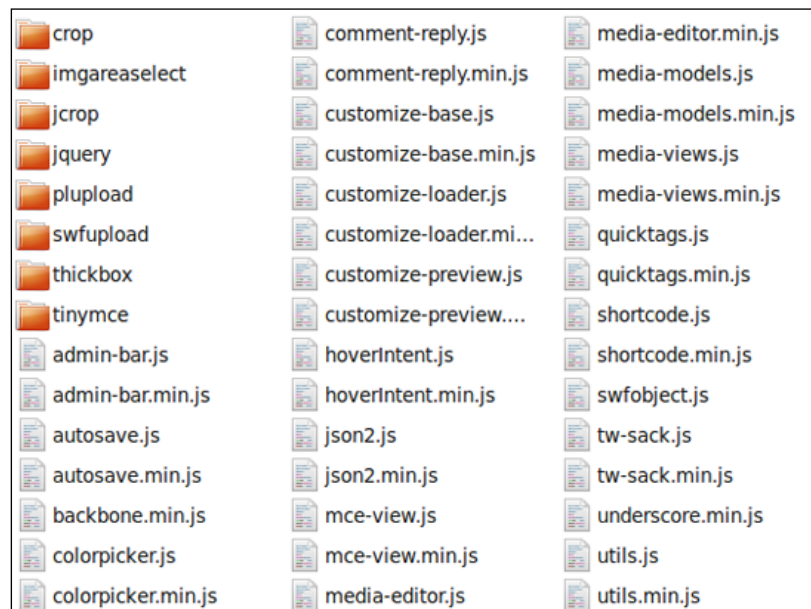 crop
imgareaselect
jcrop
jquery
plupload
swfupload
thickbox
tinymce
admin-bar.js
admin-bar.min.js
autosave.js
autosave.min.js
backbone.min.js
colorpicker.js
colorpicker.min.js
comment-reply.js
comment-reply.min.js
customize-base.js
customize-base.min.js
customize-loader.js
customize-loader.mi...
customize-preview.js
customize-preview....
hoverIntent.js
hoverIntent.min.js
json2.js
json2.min.js
mce-view.js
mce-view.min.js
media-editor.js
media-editor.min.js
media-models.js
media-models.min.js
media-views.js
media-views.min.js
quicktags.js
quicktags.min.js
shortcode.js
shortcode.min.js
swfobject.js
tw-sack.js
tw-sack.min.js
underscore.min.js
utils.js
utils.min.js